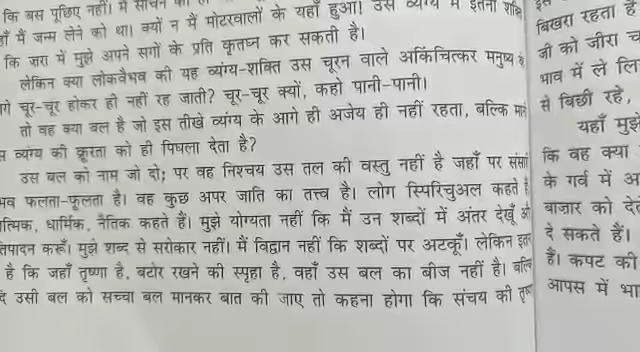 कि बस पूछिए नहीं। मैं सोचने
में जन्म लेने को था। क्यों न मैं मोटरवालों के यहाँ हुआ। उस व्यंग्य में इतनी शक्ति
कि जरा में मुझे अपने सगों के प्रति कृतघ्न कर सकती है।
लेकिन क्या लोकवैभव की यह व्यंग्य-शक्ति उस चूरन वाले अकिंचित्कर मनुष्य के
चूर-चूर होकर ही नहीं रह जाती? चूर-चूर क्यों, कहो पानी-पानी।
तो वह क्या बल है जो इस तीखे व्यंग्य के आगे ही अजेय ही नहीं रहता, बल्कि
व्यंग्य की क्रूरता को ही पिघला देता है?
उस बल को नाम जो दो; पर वह निश्चय उस तल की वस्तु नहीं है जहाँ पर
फलता-फूलता है। वह कुछ अपर जाति का तत्त्व है। लोग स्पिरिचुअल कहते
धार्मिक, नैतिक कहते हैं। मुझे योग्यता नहीं कि मैं उन शब्दों में अंतर देखूँ
करूँ। मुझे शब्द से सरोकार नहीं। मैं विद्वान नहीं कि शब्दों पर अटकूँ। लेकिन
है कि जहाँ तृष्णा है, बटोर रखने की स्पृहा है, वहाँ उस बल का बीज नहीं है।
उसी बल को सच्चा बल मानकर बात की जाए तो कहना होगा कि संचय की
बिखरा रहता है
जी को जीरा
भाव में ले
से बिछी रहे,
यहाँ मुझे
कि वह क्या
के गर्व में
बाजार को
दे सकते हैं।
हैं। कपट की
आपस में